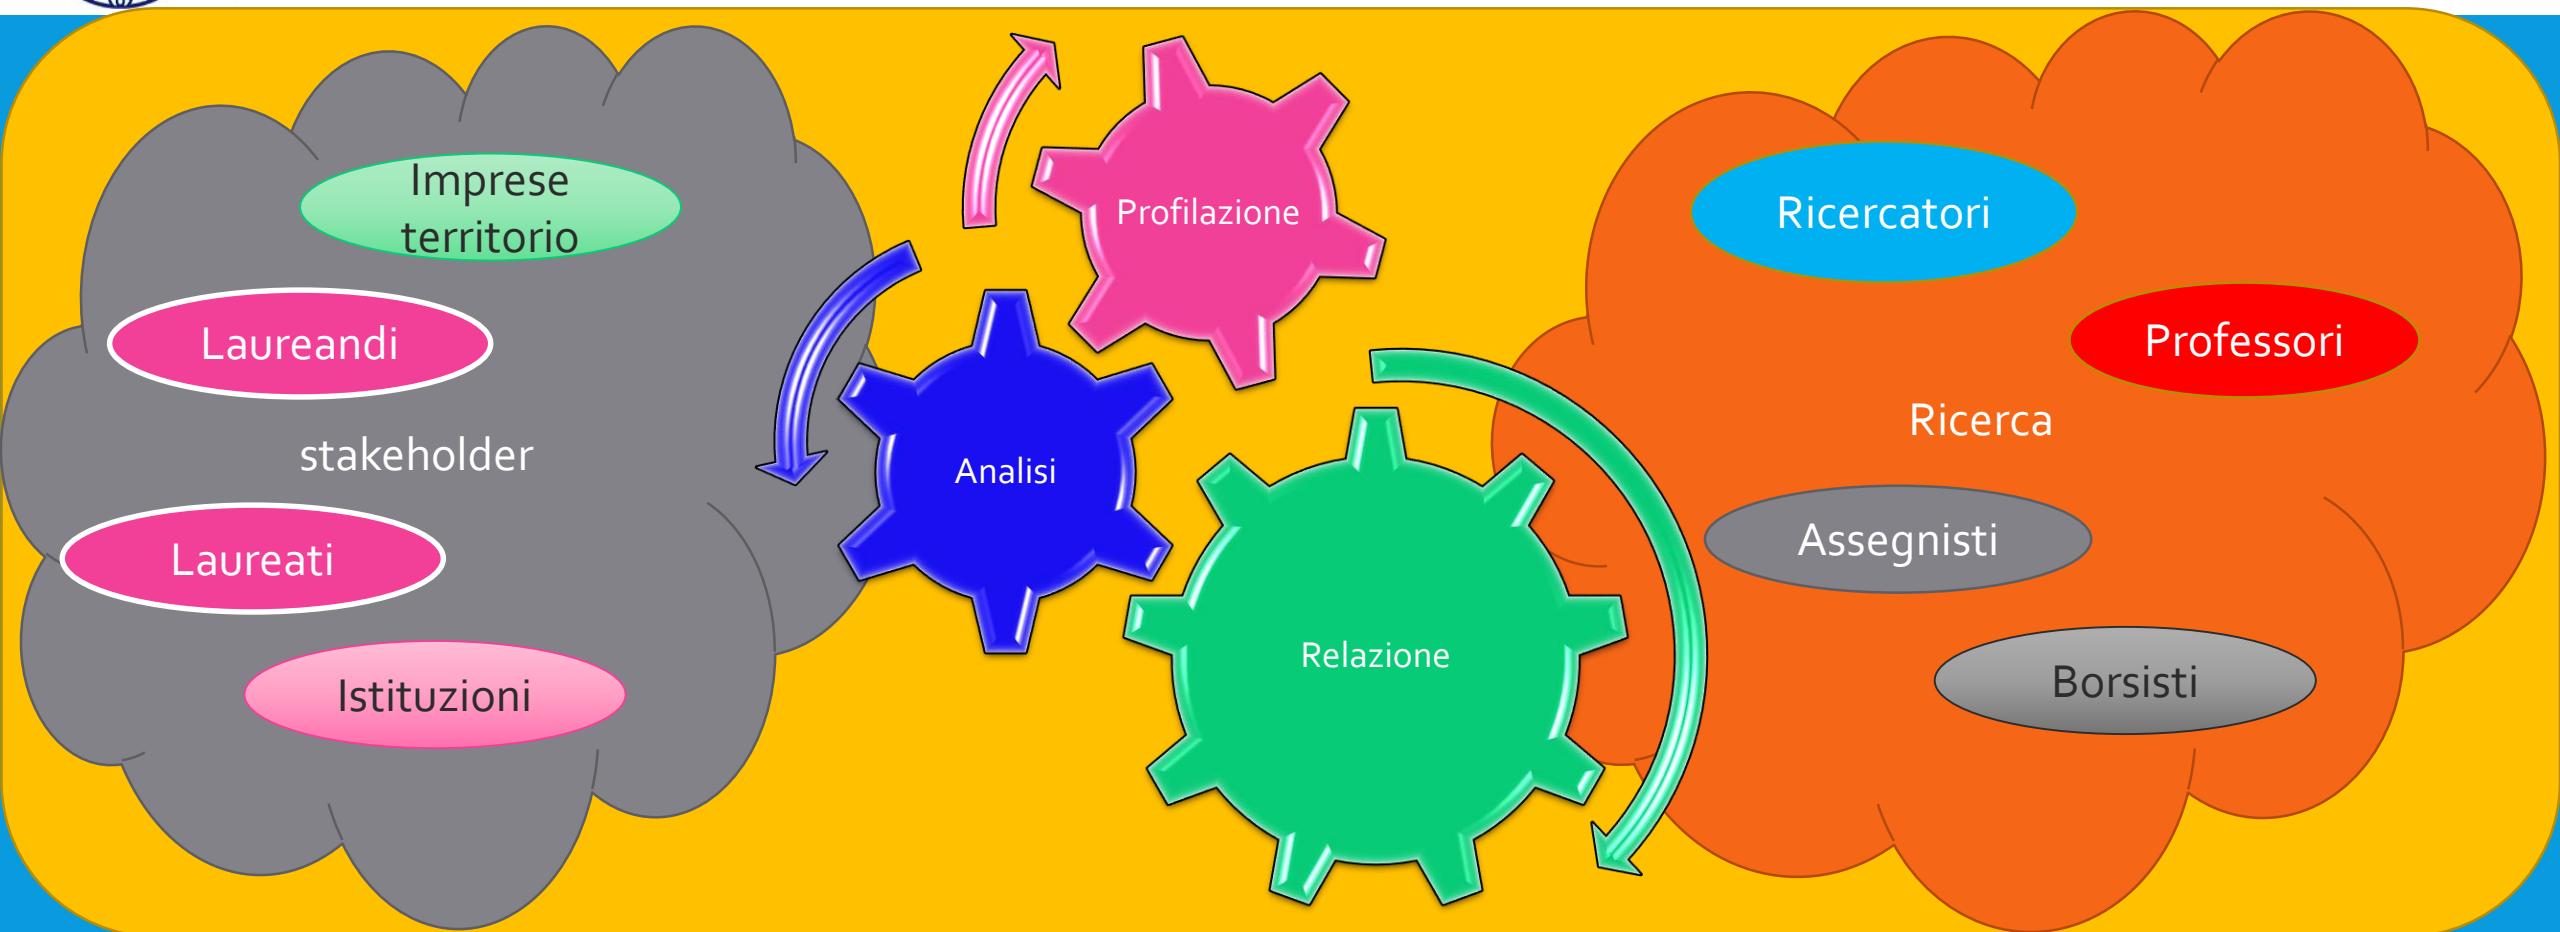 Imprese
territorio
Laureandi
stakeholder
Laureati
Istituzioni
Profilazione
Analisi
Relazione
Ricercatori
Professori
Ricerca
Assegnisti
Borsisti